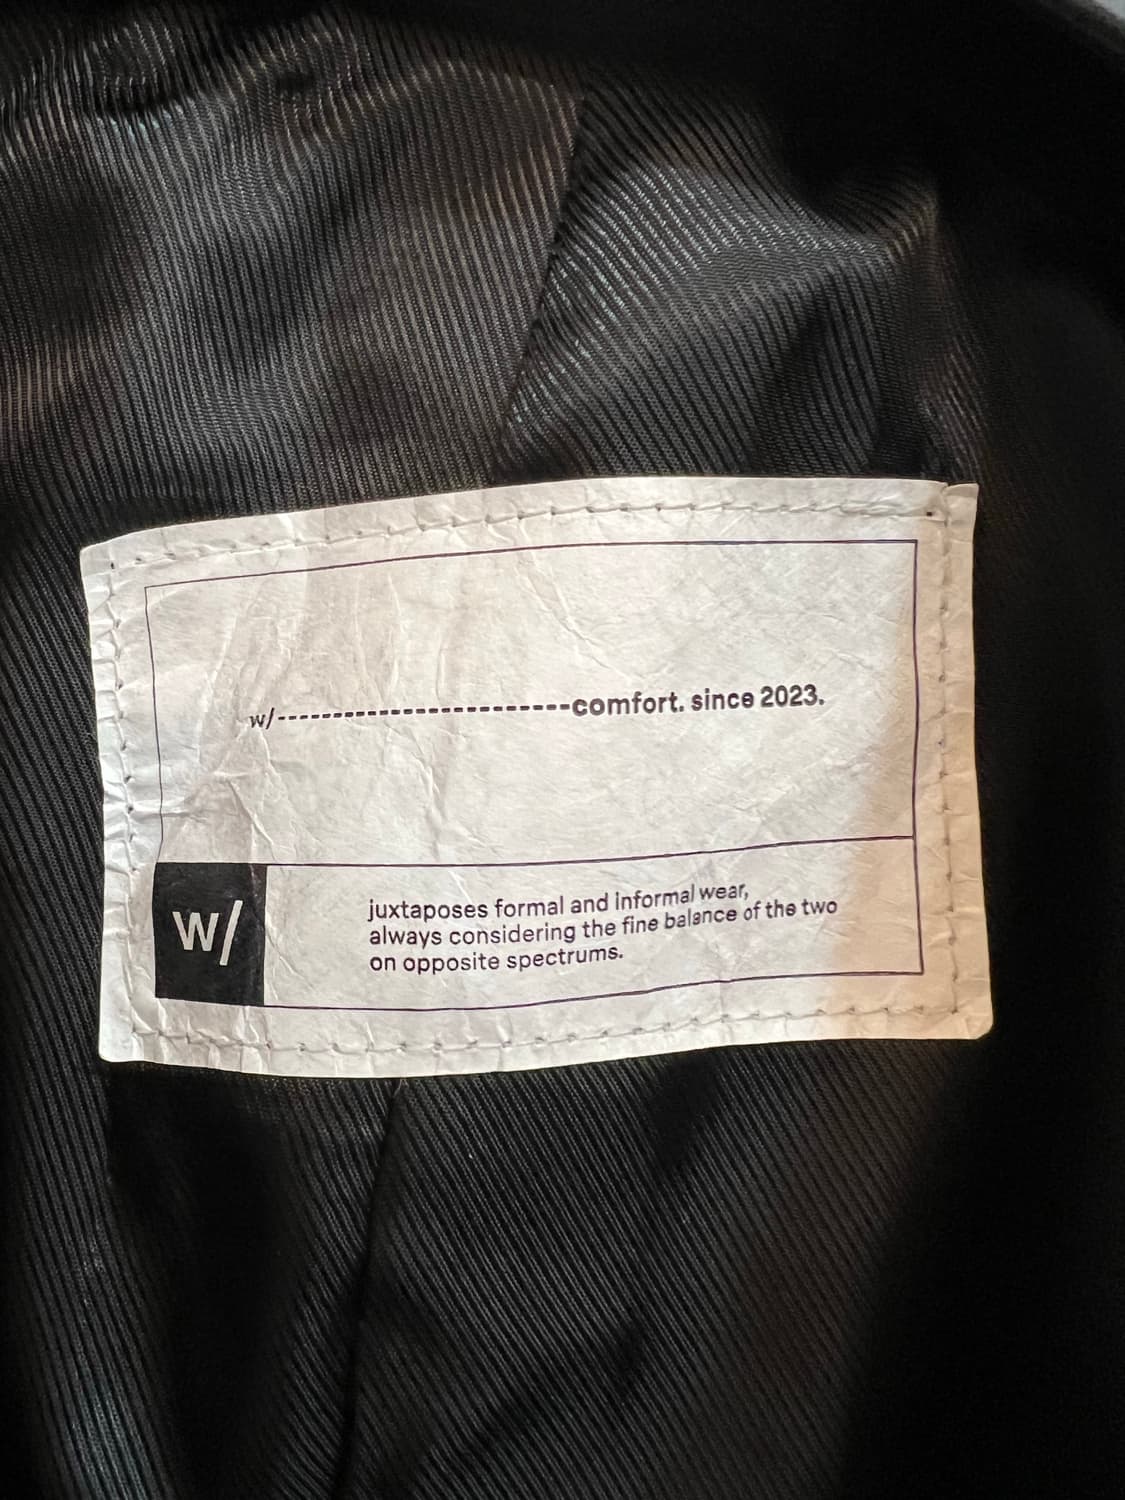 w/-------------------------comfort. since 2023.
w/
juxtaposes formal and informal wear,
always considering the fine balance of the two
on opposite spectrums.